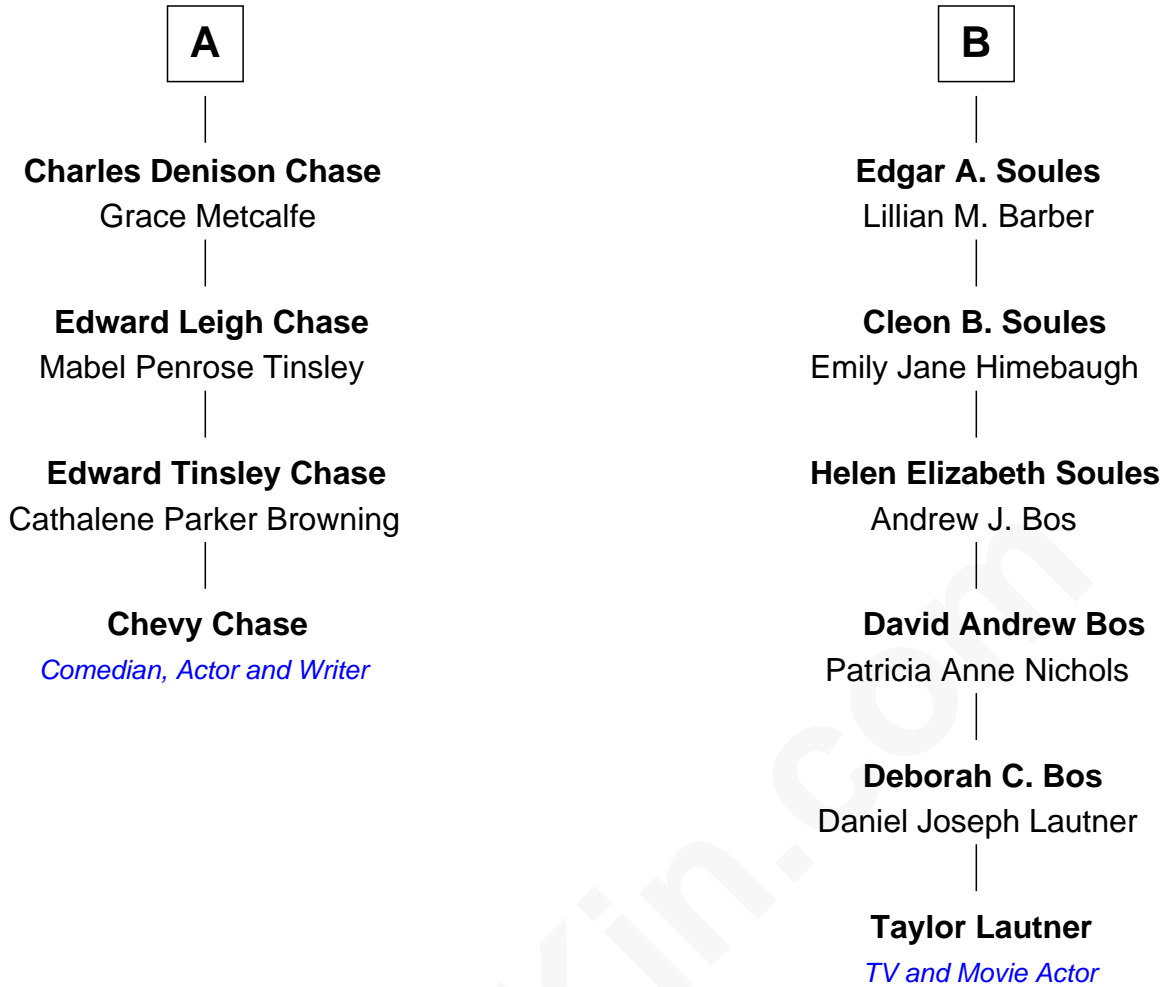 A
Charles Denison Chase
Grace Metcalfe
Edward Leigh Chase
Mabel Penrose Tinsley
Edward Tinsley Chase
Cathalene Parker Browning
Chevy Chase
Comedian, Actor and Writer
B
Edgar A. Soules
Lillian M. Barber
Cleon B. Soules
Emily Jane Himebaugh
Helen Elizabeth Soules
Andrew J. Bos
David Andrew Bos
Patricia Anne Nichols
Deborah C. Bos
Daniel Joseph Lautner
Taylor Lautner
TV and Movie Actor
Kin.com